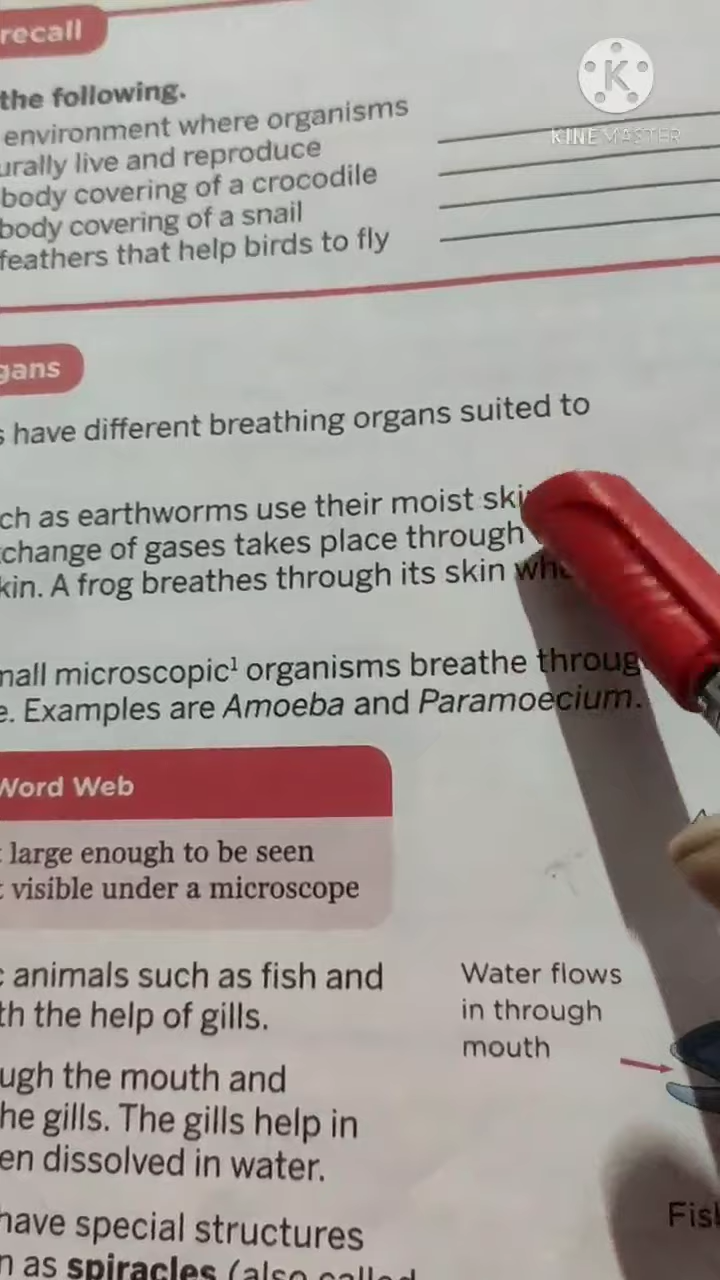 recall
K
KINEMASTER
the following.
environment where organisms
urally live and reproduce
body covering of a crocodile
body covering of a snail
feathers that help birds to fly
gans
s have different breathing organs suited to
ch as earthworms use their moist ski
change of gases takes place through
kin. A frog breathes through its skin whe
mall microscopic¹ organisms breathe throug
e. Examples are Amoeba and Paramoecium.
Word Web
t large enough to be seen
t visible under a microscope
c animals such as fish and
th the help of gills.
Water flows
in through
mouth
ugh the mouth and
he gills. The gills help in
en dissolved in water.
Fis
have special structures
n as spiracles (also called